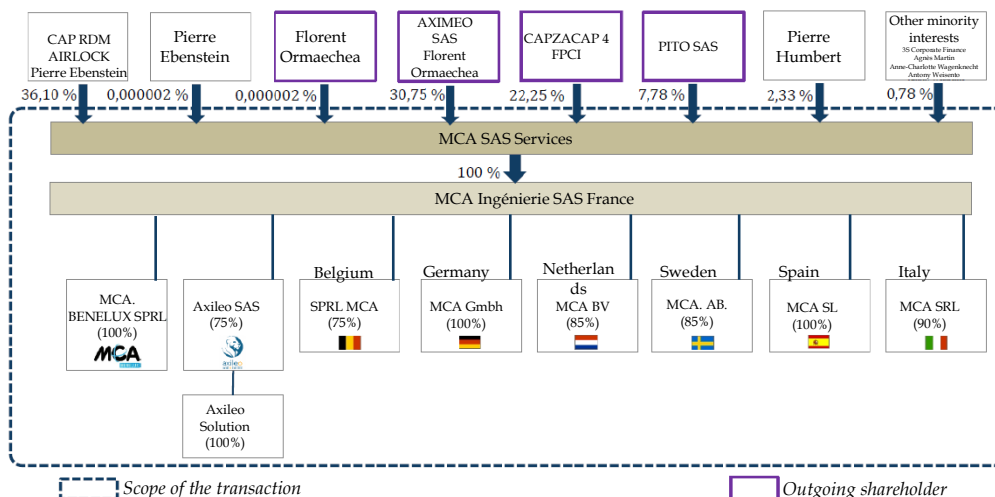 CAP RDM
AIRLOCK
Pierre Ebenstein
Pierre
Ebenstein
Florent
Ormaechea
AXIMEO
SAS
Florent
Ormaechea
CAPZACAP 4
FPCI
PITO SAS
Pierre
Humbert
Other minority
interests
3S Corporate Finance
Agnès Martin
Anne-Charlotte Wagenknecht
Antony Weisento
36,10 %
0,000002 %
0,000002 %
30,75 %
22,25 %
7,78 %
2,33 %
0,78 %
MCA SAS Services
100 %
MCA Ingénierie SAS France
MCA.
BENELUX SPRL
(100%)
MCA
Axileo SAS
(75%)
axileo
Belgium
SPRL MCA
(75%)
Germany
MCA Gmbh
(100%)
Netherlan
ds
MCA BV
(85%)
Sweden
MCA. AB.
(85%)
Spain
MCA SL
(100%)
Italy
MCA SRL
(90%)
Axileo
Solution
(100%)
Scope of the transaction
Outgoing shareholder